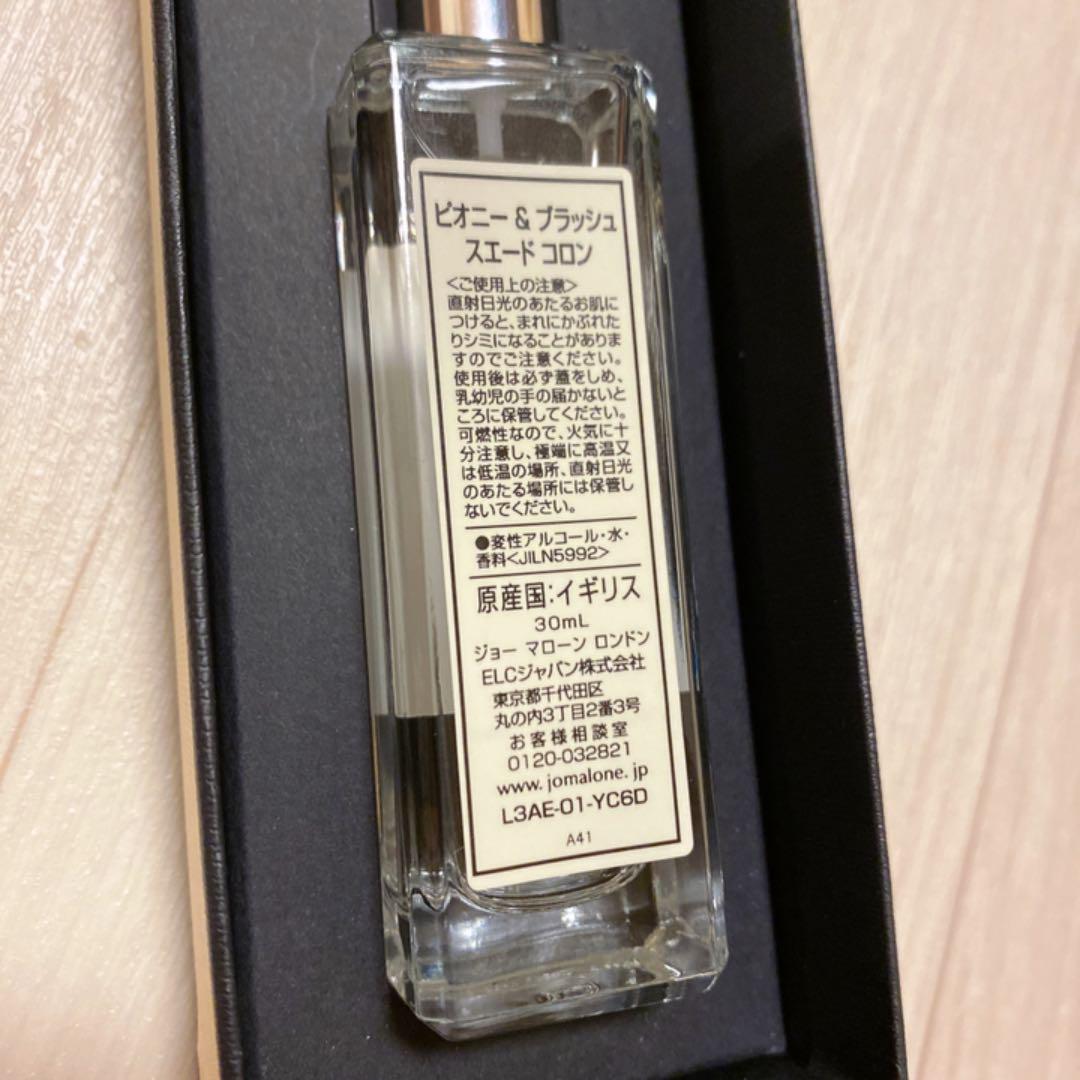 ピオニー & ブラッシュ
スエード コロン
<ご使用上の注意>
直射日光のあたるお肌に
つけると、まれにかぶれた
りシミになることがありま
すのでご注意ください。
使用後は必ず蓋をしめ、
乳幼児の手の届かないと
ころに保管してください。
可燃性なので、火気に十
分注意し、極端に高温又
は低温の場所、直射日光
のあたる場所には保管し
ないでください。
●変性アルコール・水・
香料<JILN5992>
原産国:イギリス
30mL
ジョー マローン ロンドン
ELCジャパン株式会社
東京都千代田区
丸の内3丁目2番3号
お客様相談室
0120-032821
www.jomalone.jp
L3AE-01-YC6D
A41